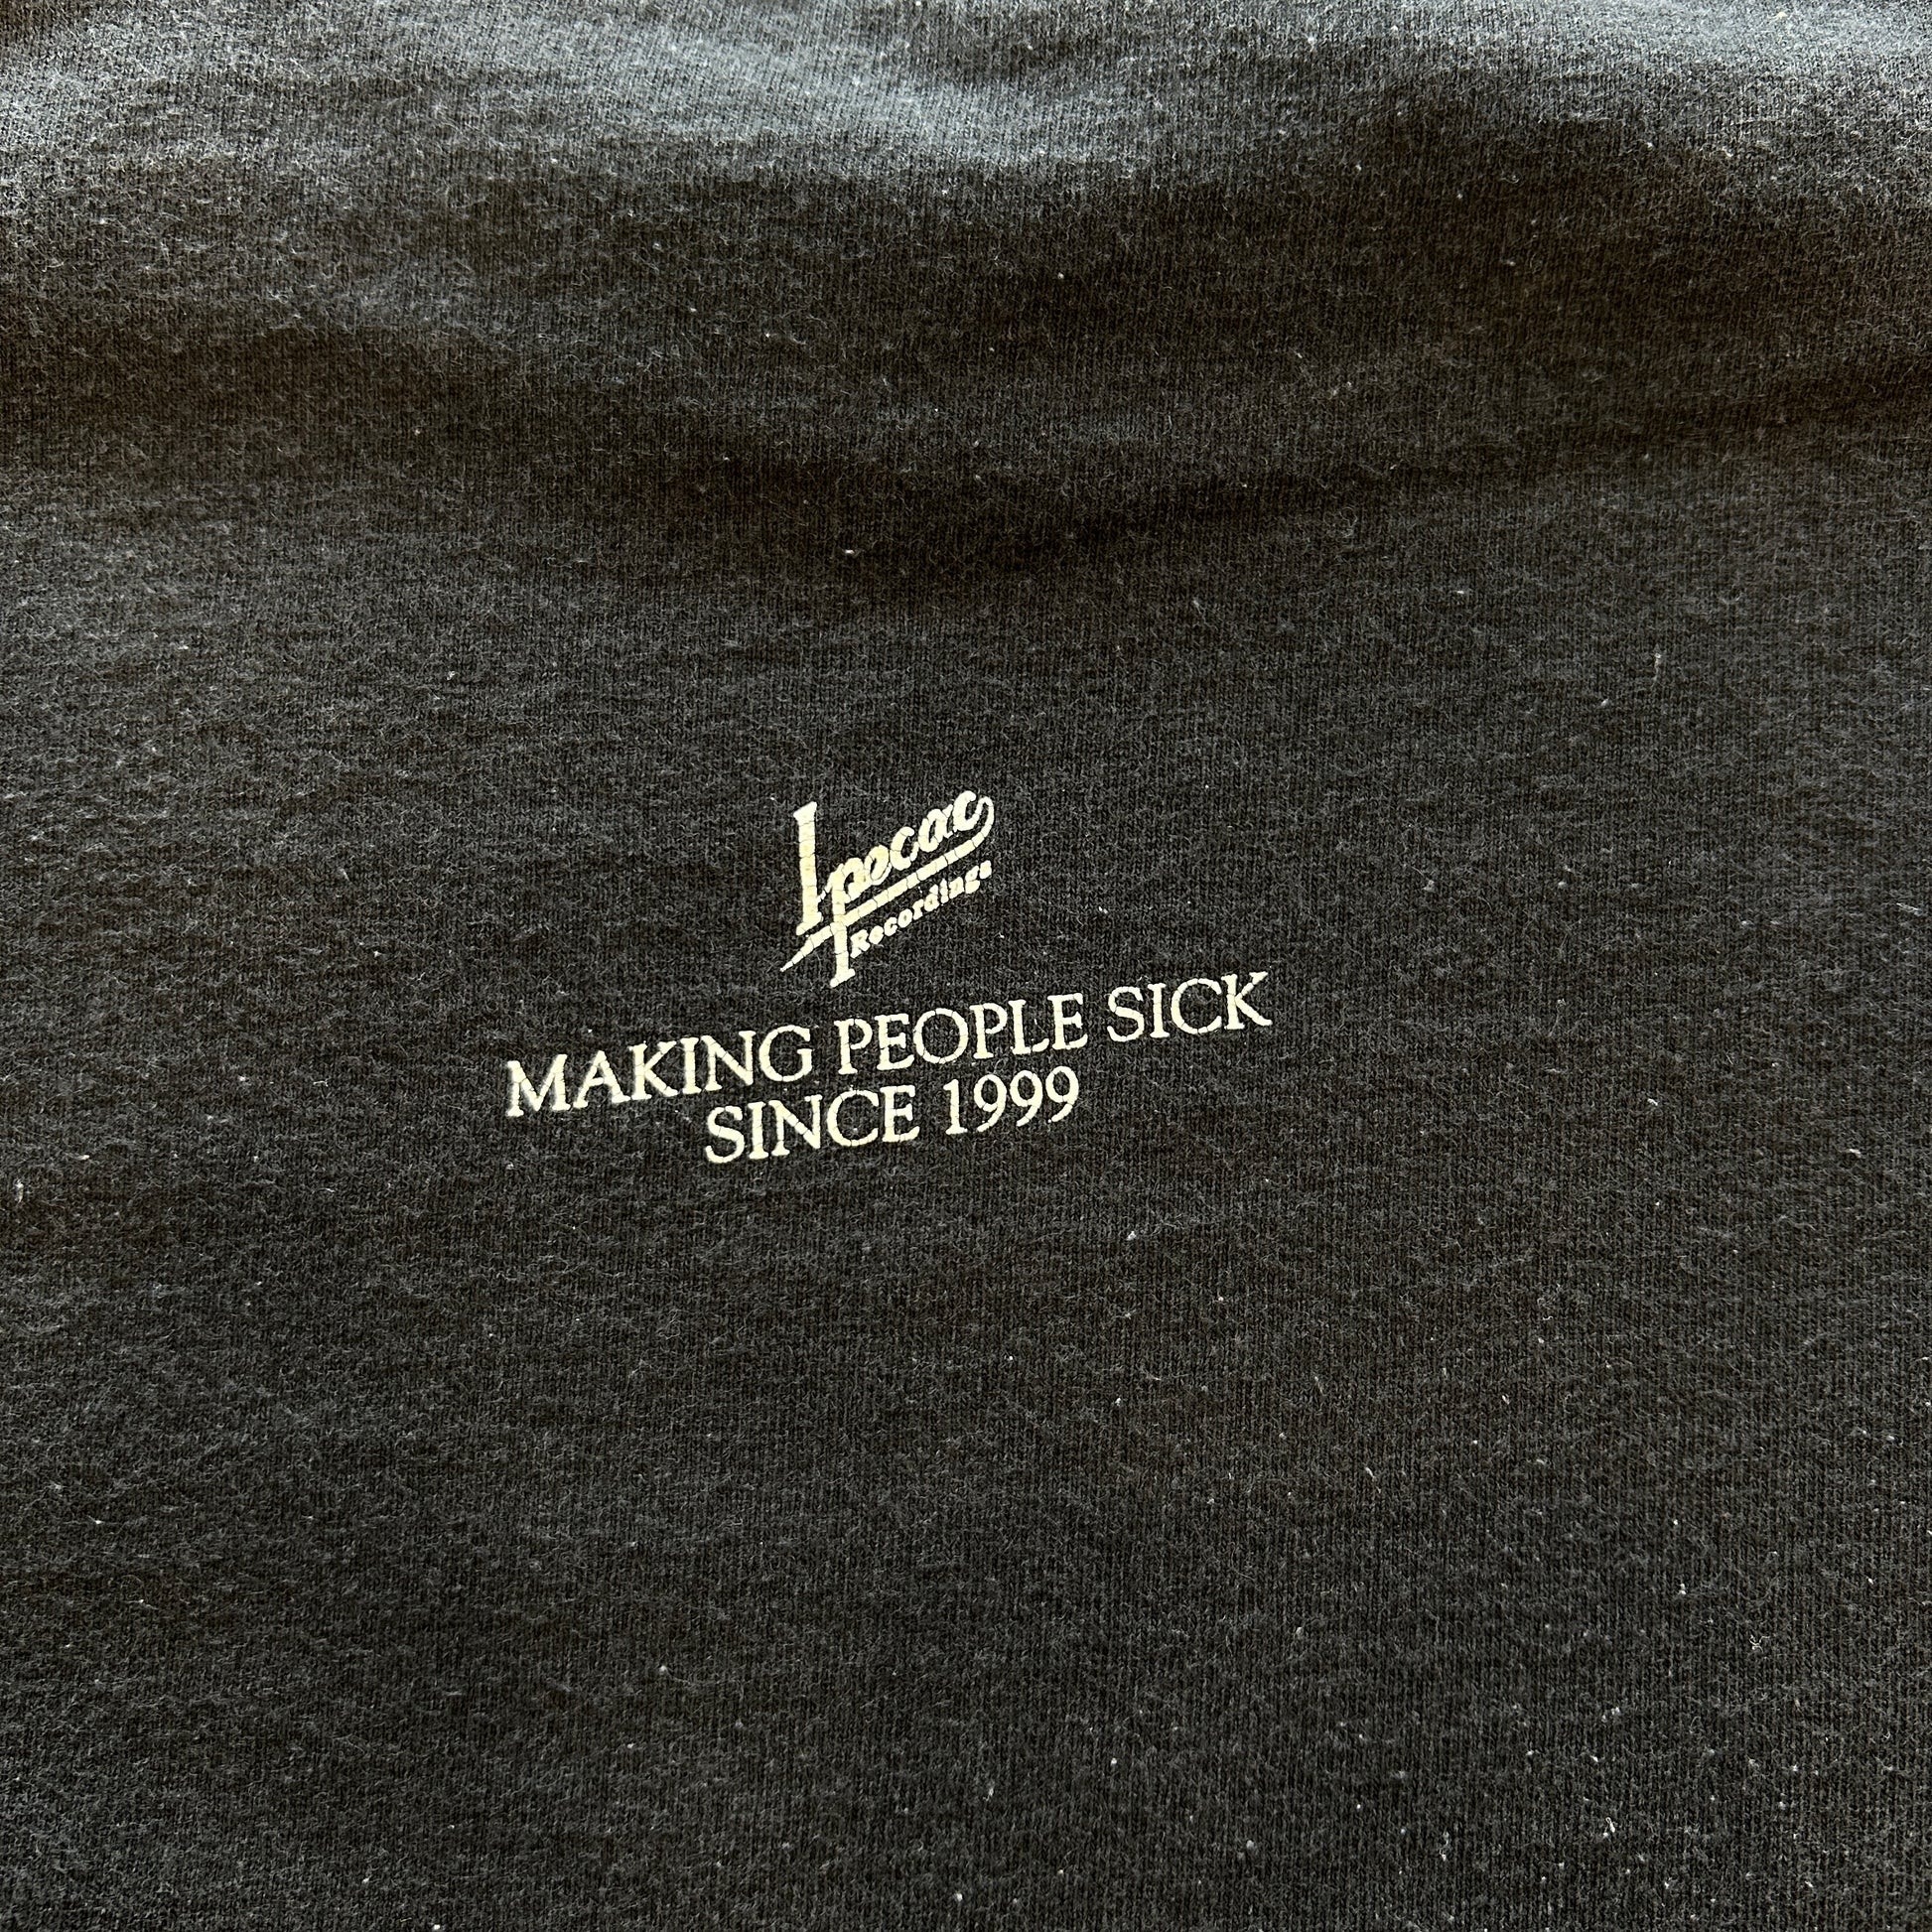 Ipecac
Recordings
MAKING PEOPLE SICK
SINCE 1999